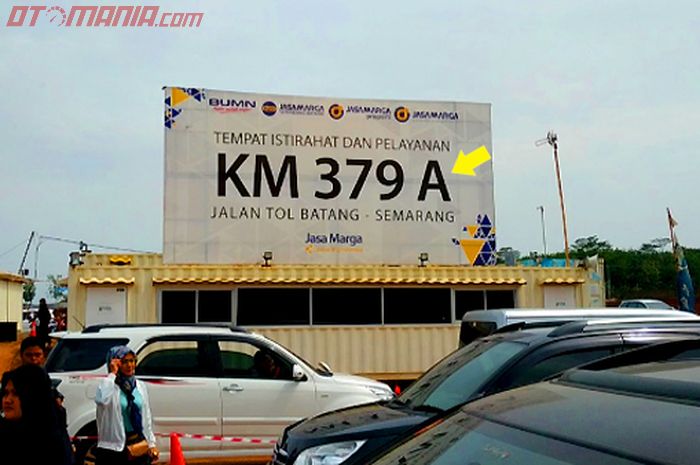 OTOMANIA.com
BUMN
JASAMARGA
JASAMARGA
JASAMARGA
TEMPAT ISTIRAHAT DAN PELAYANAN
KM 379 A
JALAN TOL BATANG - SEMARANG
Jasa Marga